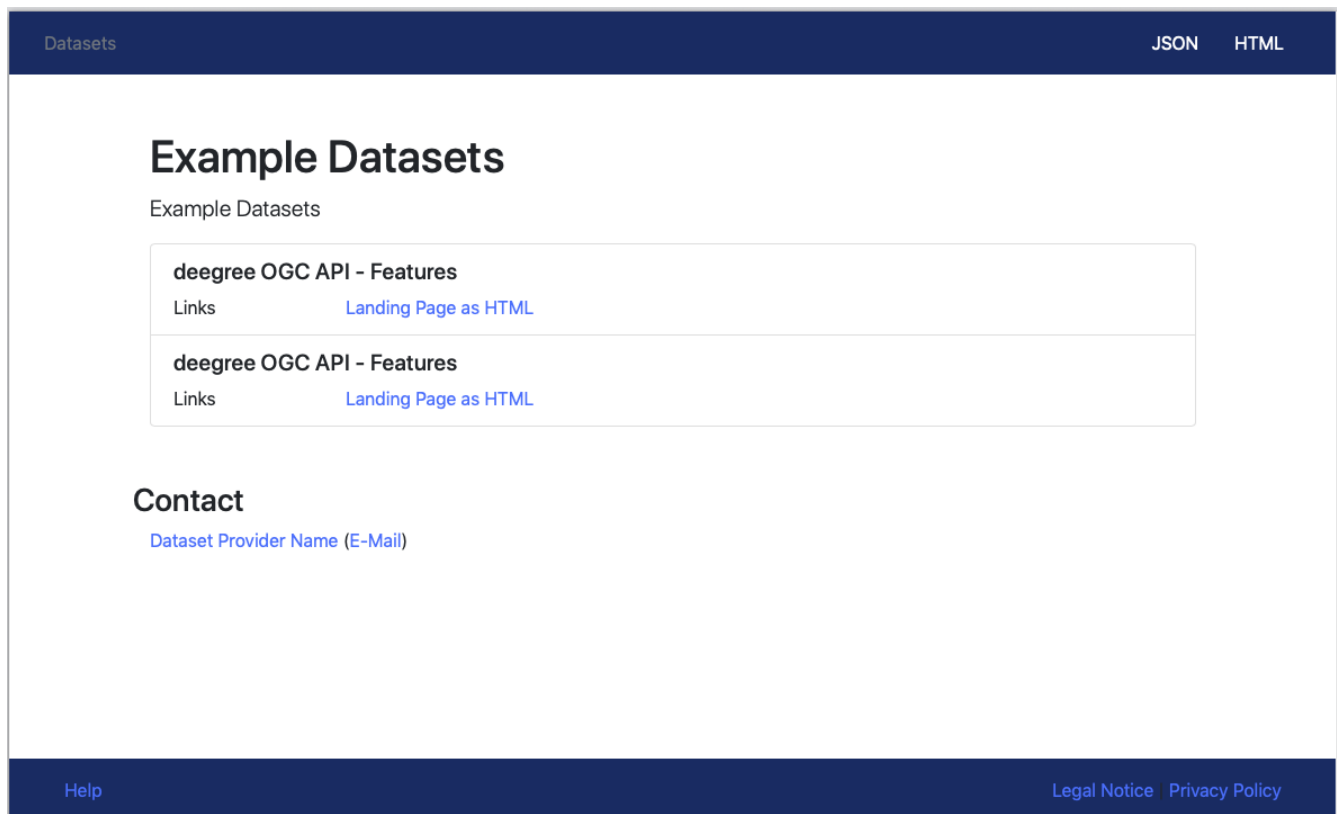 Datasets JSON HTML
Example Datasets
Example Datasets
deegree OGC API - Features
Links Landing Page as HTML
deegree OGC API - Features
Links Landing Page as HTML
Contact
Dataset Provider Name (E-Mail)
Help Legal Notice | Privacy Policy